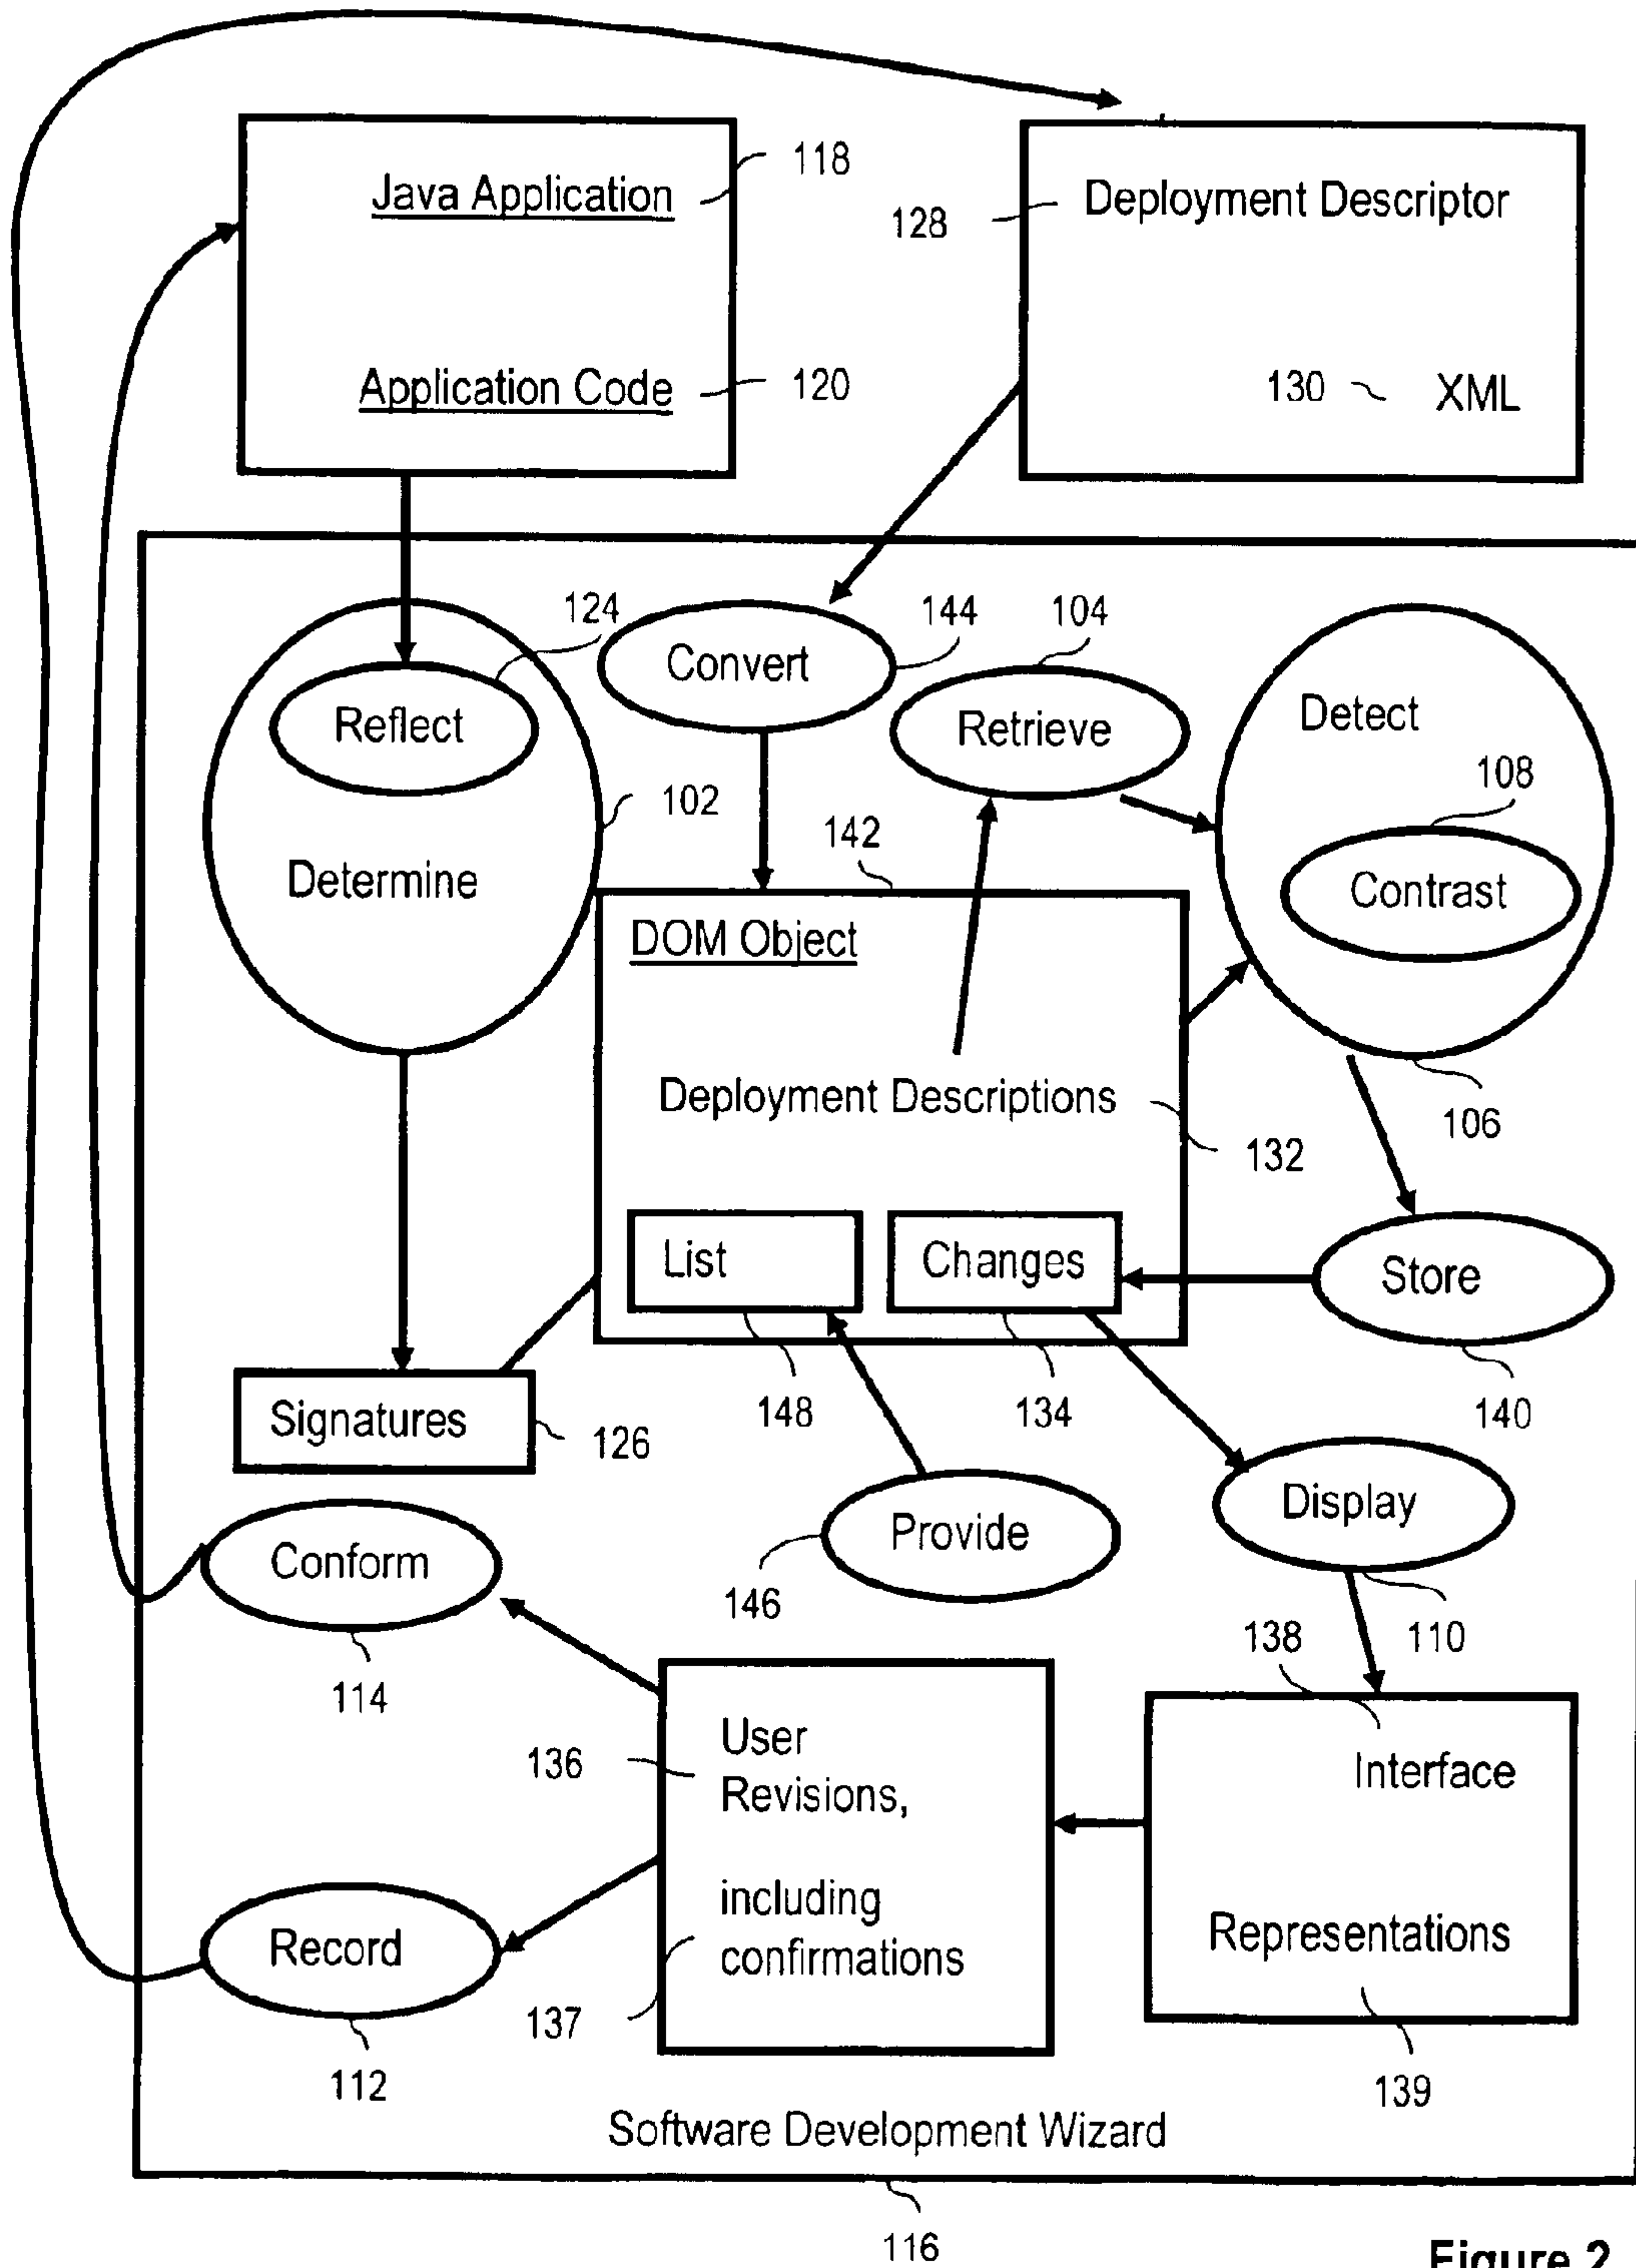 118
Java Application
128
Deployment Descriptor
Application Code
120
130
XML
124
144
104
Convert
Reflect
Retrieve
Detect
108
102
142
Determine
Contrast
DOM Object
Deployment Descriptions
106
132
List
Changes
Store
148
134
140
Signatures
126
Display
Provide
Conform
146
138
110
114
136
User
Revisions,
Interface
including
confirmations
Record
Representations
137
112
139
Software Development Wizard
116
Figure 2